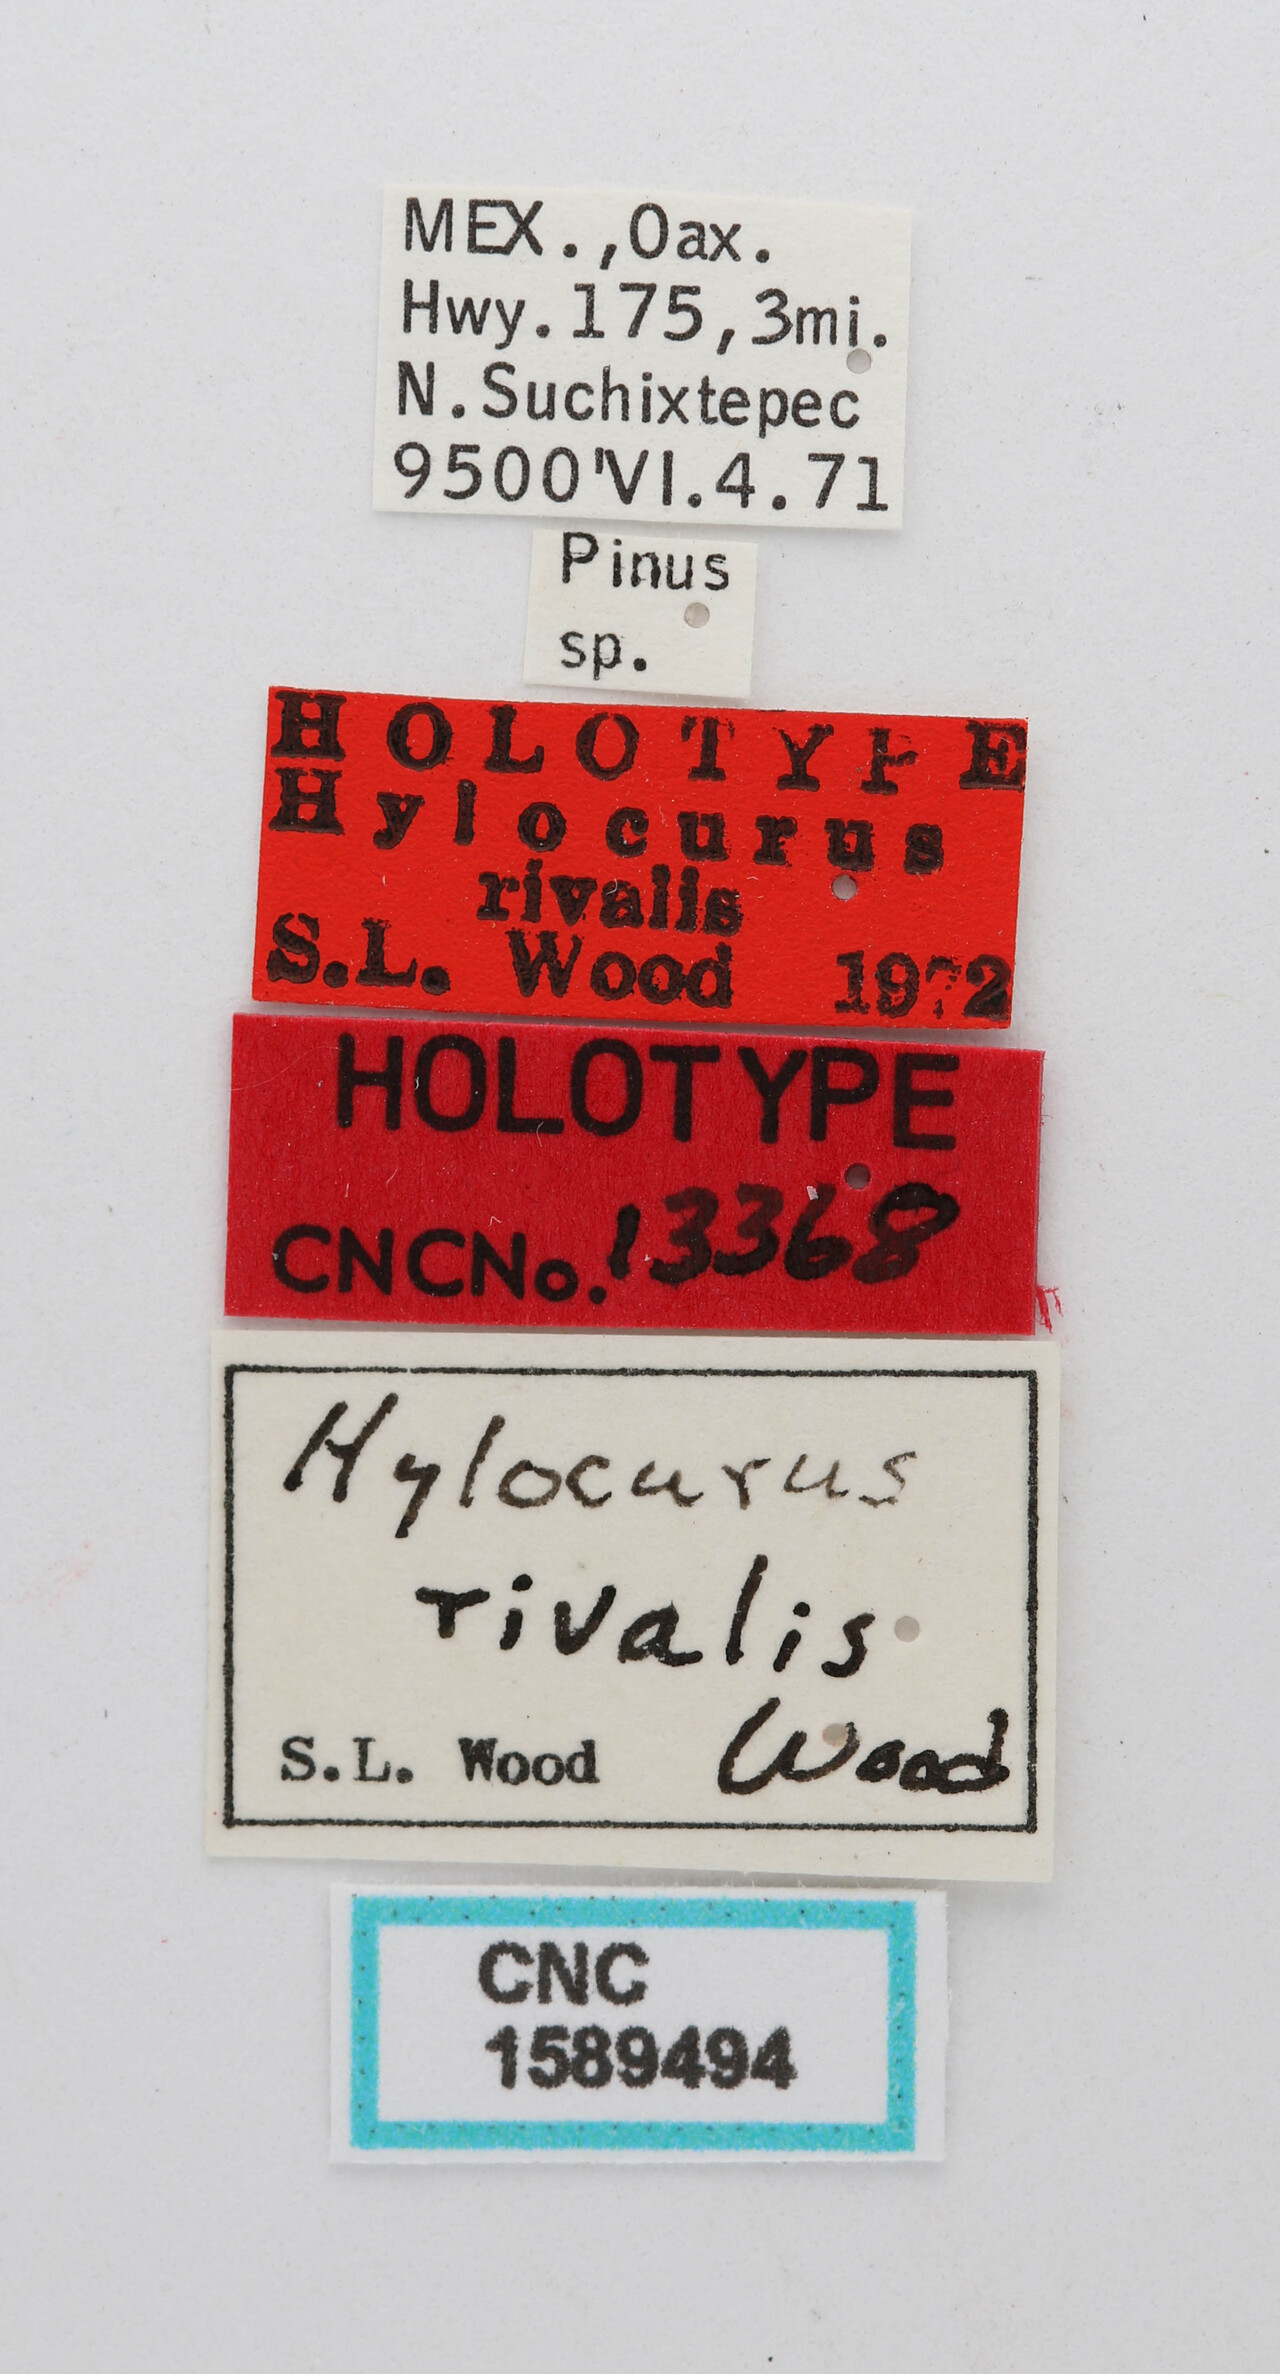 MEX.,Oax.
Hwy.175,3mi.
N.Suchixtepec
9500'VI.4.71
Pinus
sp.
HOLOTYPE
Hylocurus
rivalis
S.L. Wood 1972
HOLOTYPE
CNCNo.13368
Hylocurus
rivalis
S.L. Wood Wood
CNC
1589494